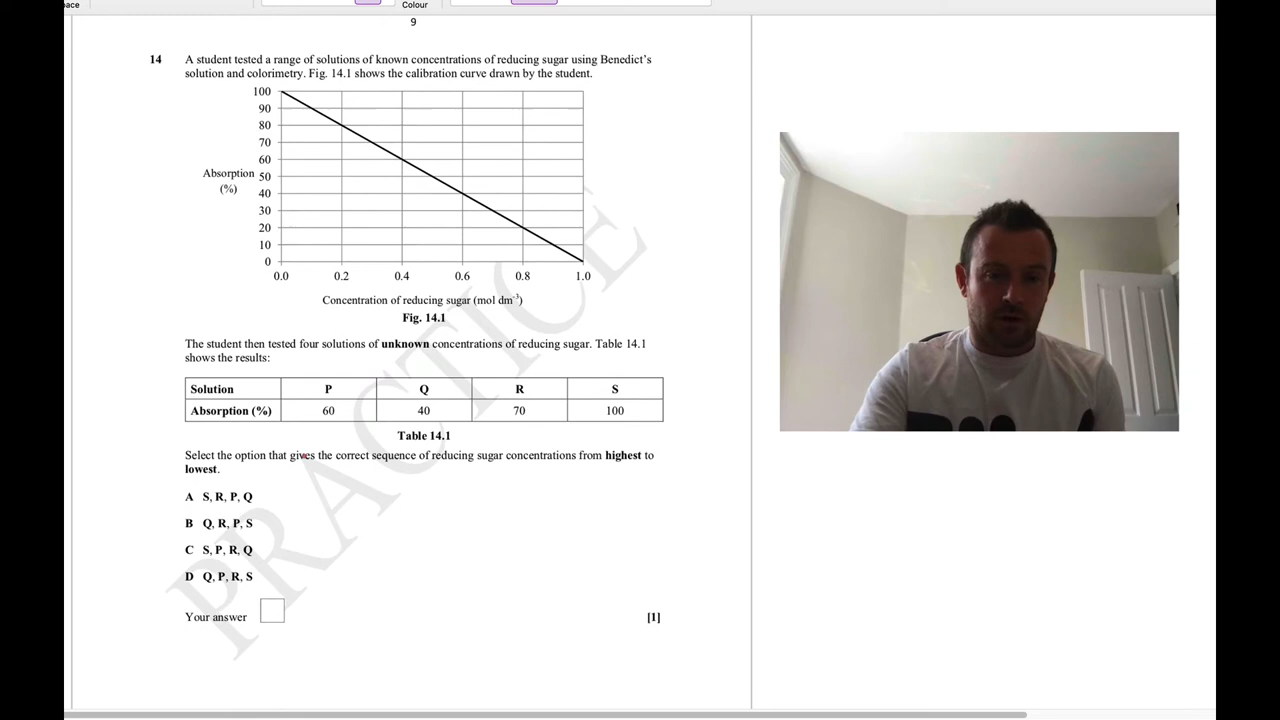 pace
Colour
9
14 A student tested a range of solutions of known concentrations of reducing sugar using Benedict's
solution and colorimetry. Fig. 14.1 shows the calibration curve drawn by the student.
100
90
80
70
60
Absorption 50
(%) 40
30
20
10
0
0.0 0.2 0.4 0.6 0.8 1.0
Concentration of reducing sugar (mol dm⁻³)
Fig. 14.1
The student then tested four solutions of unknown concentrations of reducing sugar. Table 14.1
shows the results:
Solution P Q R S
Absorption (%) 60 40 70 100
Table 14.1
Select the option that gives the correct sequence of reducing sugar concentrations from highest to
lowest.
A S, R, P, Q
B Q, R, P, S
C S, P, R, Q
D Q, P, R, S
Your answer [1]
PRACTICE